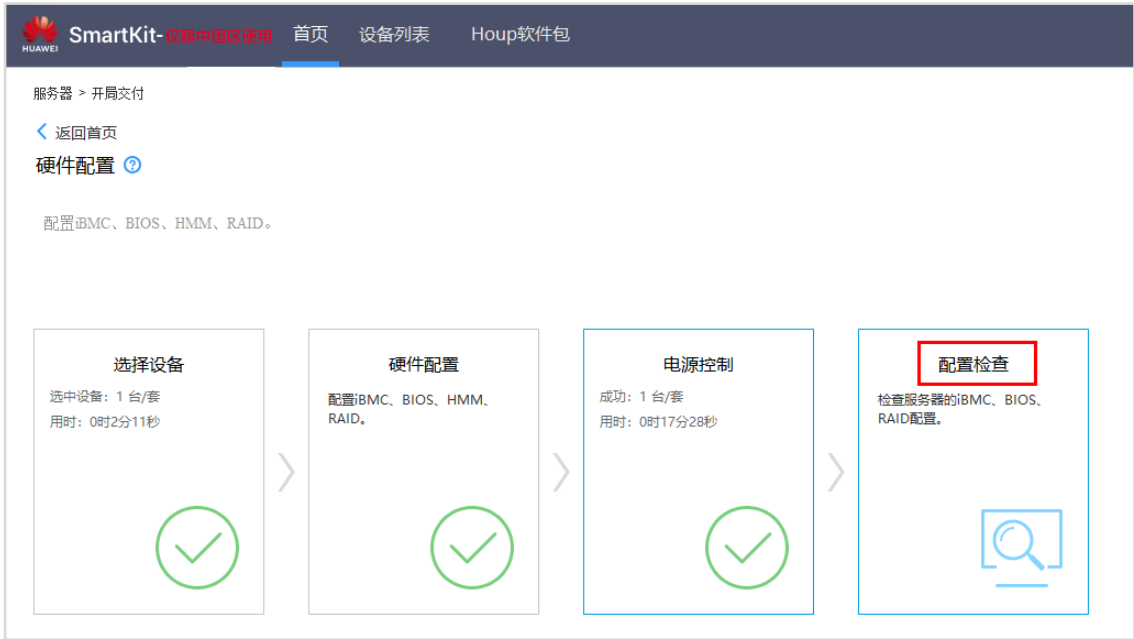 HUAWEI SmartKit-仅限中国区使用 首页 设备列表 Houp软件包
服务器 > 开局交付
返回首页
硬件配置 ?
配置iBMC、BIOS、HMM、RAID。
选择设备
选中设备：1 台/套
用时：0时2分11秒
硬件配置
配置iBMC、BIOS、HMM、
RAID。
电源控制
成功：1 台/套
用时：0时17分28秒
配置检查
检查服务器的iBMC、BIOS、
RAID配置。